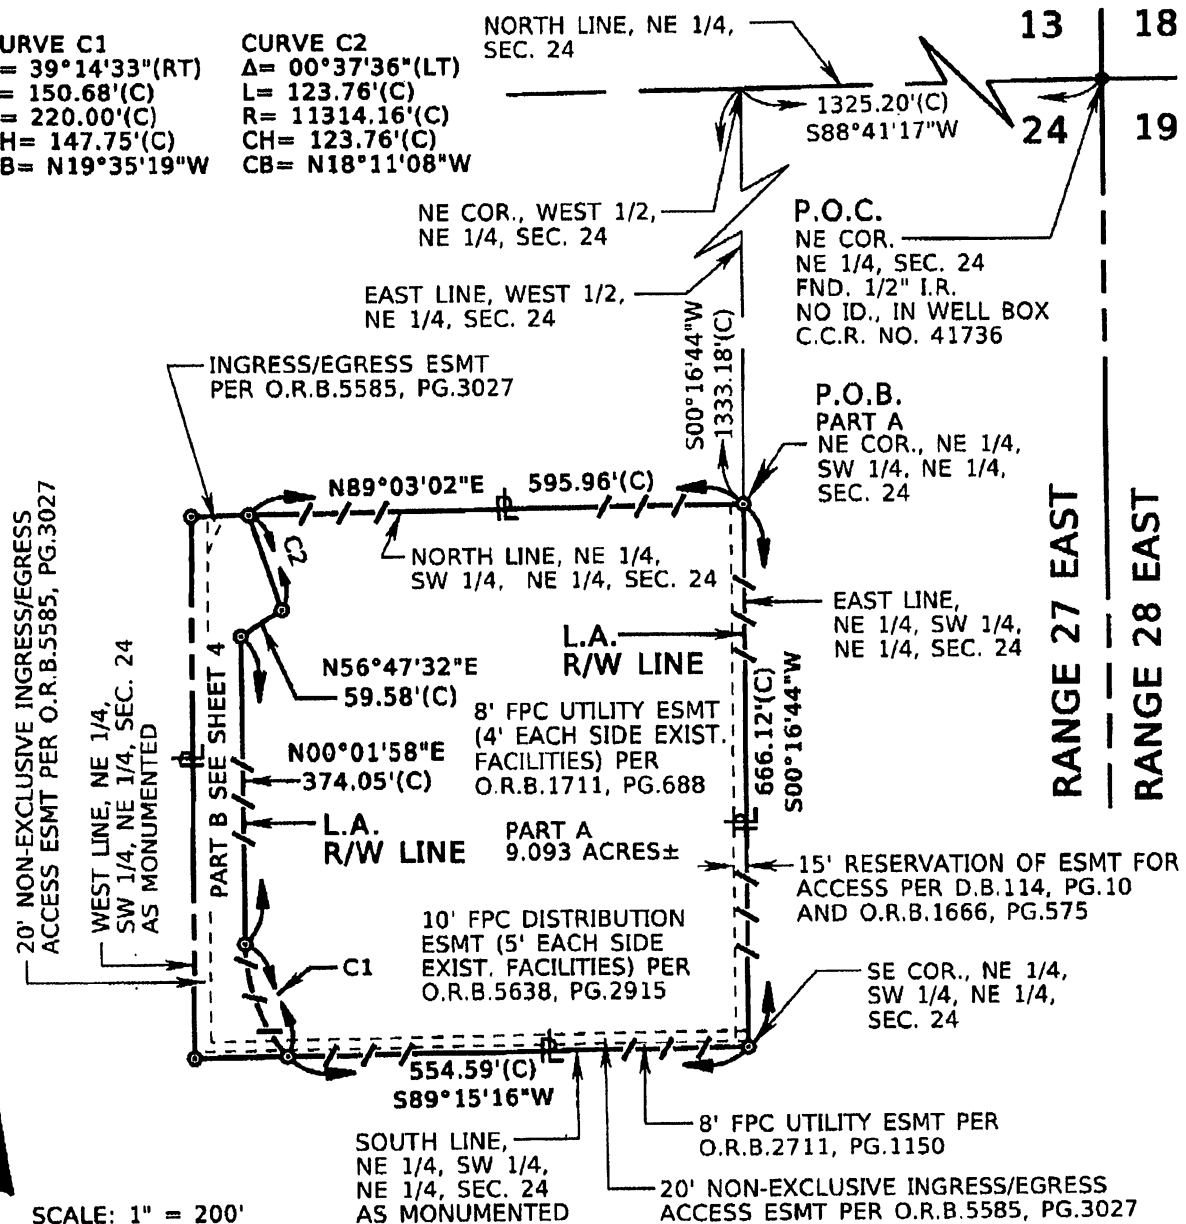 URVE C1
= 39°14'33"(RT)
= 150.68'(C)
= 220.00'(C)
H= 147.75'(C)
B= N19°35'19"W
CURVE C2
Δ= 00°37'36"(LT)
L= 123.76'(C)
R= 11314.16'(C)
CH= 123.76'(C)
CB= N18°11'08"W
NORTH LINE, NE 1/4,
SEC. 24
13
18
24
19
1325.20'(C)
S88°41'17"W
NE COR., WEST 1/2,
NE 1/4, SEC. 24
P.O.C.
NE COR.
NE 1/4, SEC. 24
FND. 1/2" I.R.
NO ID., IN WELL BOX
C.C.R. NO. 41736
EAST LINE, WEST 1/2,
NE 1/4, SEC. 24
S00°16'44"W
1333.18'(C)
INGRESS/EGRESS ESMT
PER O.R.B.5585, PG.3027
P.O.B.
PART A
NE COR., NE 1/4,
SW 1/4, NE 1/4,
SEC. 24
N89°03'02"E
595.96'(C)
PL
C2
NORTH LINE, NE 1/4,
SW 1/4, NE 1/4, SEC. 24
20' NON-EXCLUSIVE INGRESS/EGRESS
ACCESS ESMT PER O.R.B.5585, PG.3027
WEST LINE, NE 1/4,
SW 1/4, NE 1/4, SEC. 24
AS MONUMENTED
PL
PART B SEE SHEET 4
L.A.
R/W LINE
EAST LINE,
NE 1/4, SW 1/4,
NE 1/4, SEC. 24
RANGE 27 EAST
RANGE 28 EAST
N56°47'32"E
59.58'(C)
8' FPC UTILITY ESMT
(4' EACH SIDE EXIST.
FACILITIES) PER
O.R.B.1711, PG.688
666.12'(C)
S00°16'44"W
PL
N00°01'58"E
374.05'(C)
L.A.
R/W LINE
PART A
9.093 ACRES±
15' RESERVATION OF ESMT FOR
ACCESS PER D.B.114, PG.10
AND O.R.B.1666, PG.575
10' FPC DISTRIBUTION
ESMT (5' EACH SIDE
EXIST. FACILITIES) PER
O.R.B.5638, PG.2915
C1
SE COR., NE 1/4,
SW 1/4, NE 1/4,
SEC. 24
PL
554.59'(C)
S89°15'16"W
SOUTH LINE,
NE 1/4, SW 1/4,
NE 1/4, SEC. 24
AS MONUMENTED
8' FPC UTILITY ESMT PER
O.R.B.2711, PG.1150
20' NON-EXCLUSIVE INGRESS/EGRESS
ACCESS ESMT PER O.R.B.5585, PG.3027
SCALE: 1" = 200'